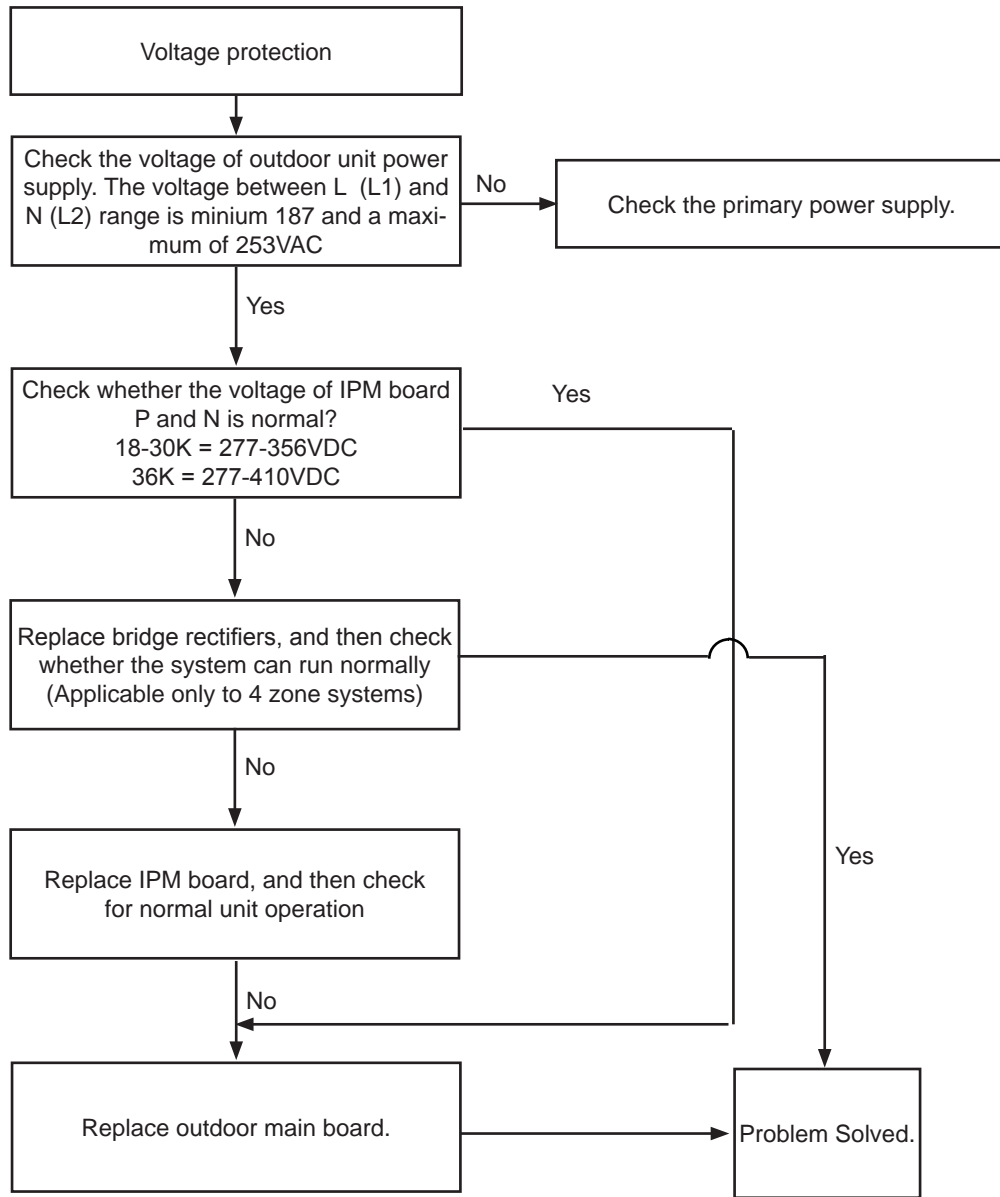 Voltage protection
Check the voltage of outdoor unit power
supply. The voltage between L (L1) and
N (L2) range is minium 187 and a maxi-
mum of 253VAC
No
Check the primary power supply.
Yes
Check whether the voltage of IPM board
P and N is normal?
18-30K = 277-356VDC
36K = 277-410VDC
Yes
No
Replace bridge rectifiers, and then check
whether the system can run normally
(Applicable only to 4 zone systems)
No
Yes
Replace IPM board, and then check
for normal unit operation
No
Replace outdoor main board.
Problem Solved.